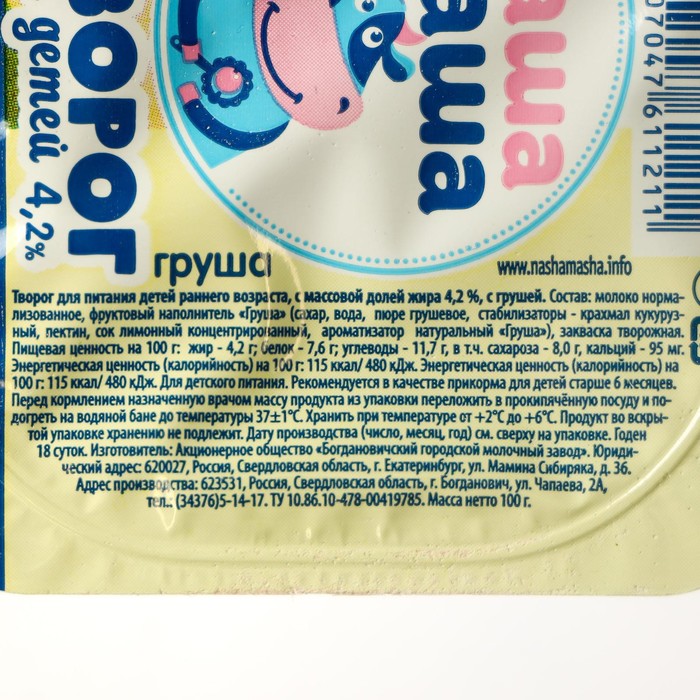 ТВОРОГ
детей 4,2%
аша
аша
07047 611211
груша
www.nashamasha.info
Творог для питания детей раннего возраста, с массовой долей жира 4,2 %, с грушей. Состав: молоко норма-
лизованное, фруктовый наполнитель «Груша» (сахар, вода, пюре грушевое, стабилизаторы - крахмал кукуруз-
ный, пектин, сок лимонный концентрированный, ароматизатор натуральный «Груша»), закваска творожная.
Пищевая ценность на 100 г: жир - 4,2 г; белок - 7,6 г; углеводы - 11,7 г, в т.ч. сахароза - 8,0 г, кальций - 95 мг.
Энергетическая ценность (калорийность) на 100 г: 115 ккал/ 480 кДж. Энергетическая ценность (калорийность) на
100 г: 115 ккал/ 480 кДж. Для детского питания. Рекомендуется в качестве прикорма для детей старше 6 месяцев.
Перед кормлением назначенную врачом массу продукта из упаковки переложить в прокипячённую посуду и по-
догреть на водяной бане до температуры 37±1°С. Хранить при температуре от +2°С до +6°С. Продукт во вскры-
той упаковке хранению не подлежит. Дату производства (число, месяц, год) см. сверху на упаковке. Годен
18 суток. Изготовитель: Акционерное общество «Богдановичский городской молочный завод». Юриди-
ческий адрес: 620027, Россия, Свердловская область, г. Екатеринбург, ул. Мамина Сибиряка, д. 36.
Адрес производства: 623531, Россия, Свердловская область, г. Богданович, ул. Чапаева, 2А,
тел.: (34376)5-14-17. ТУ 10.86.10-478-00419785. Масса нетто 100 г.